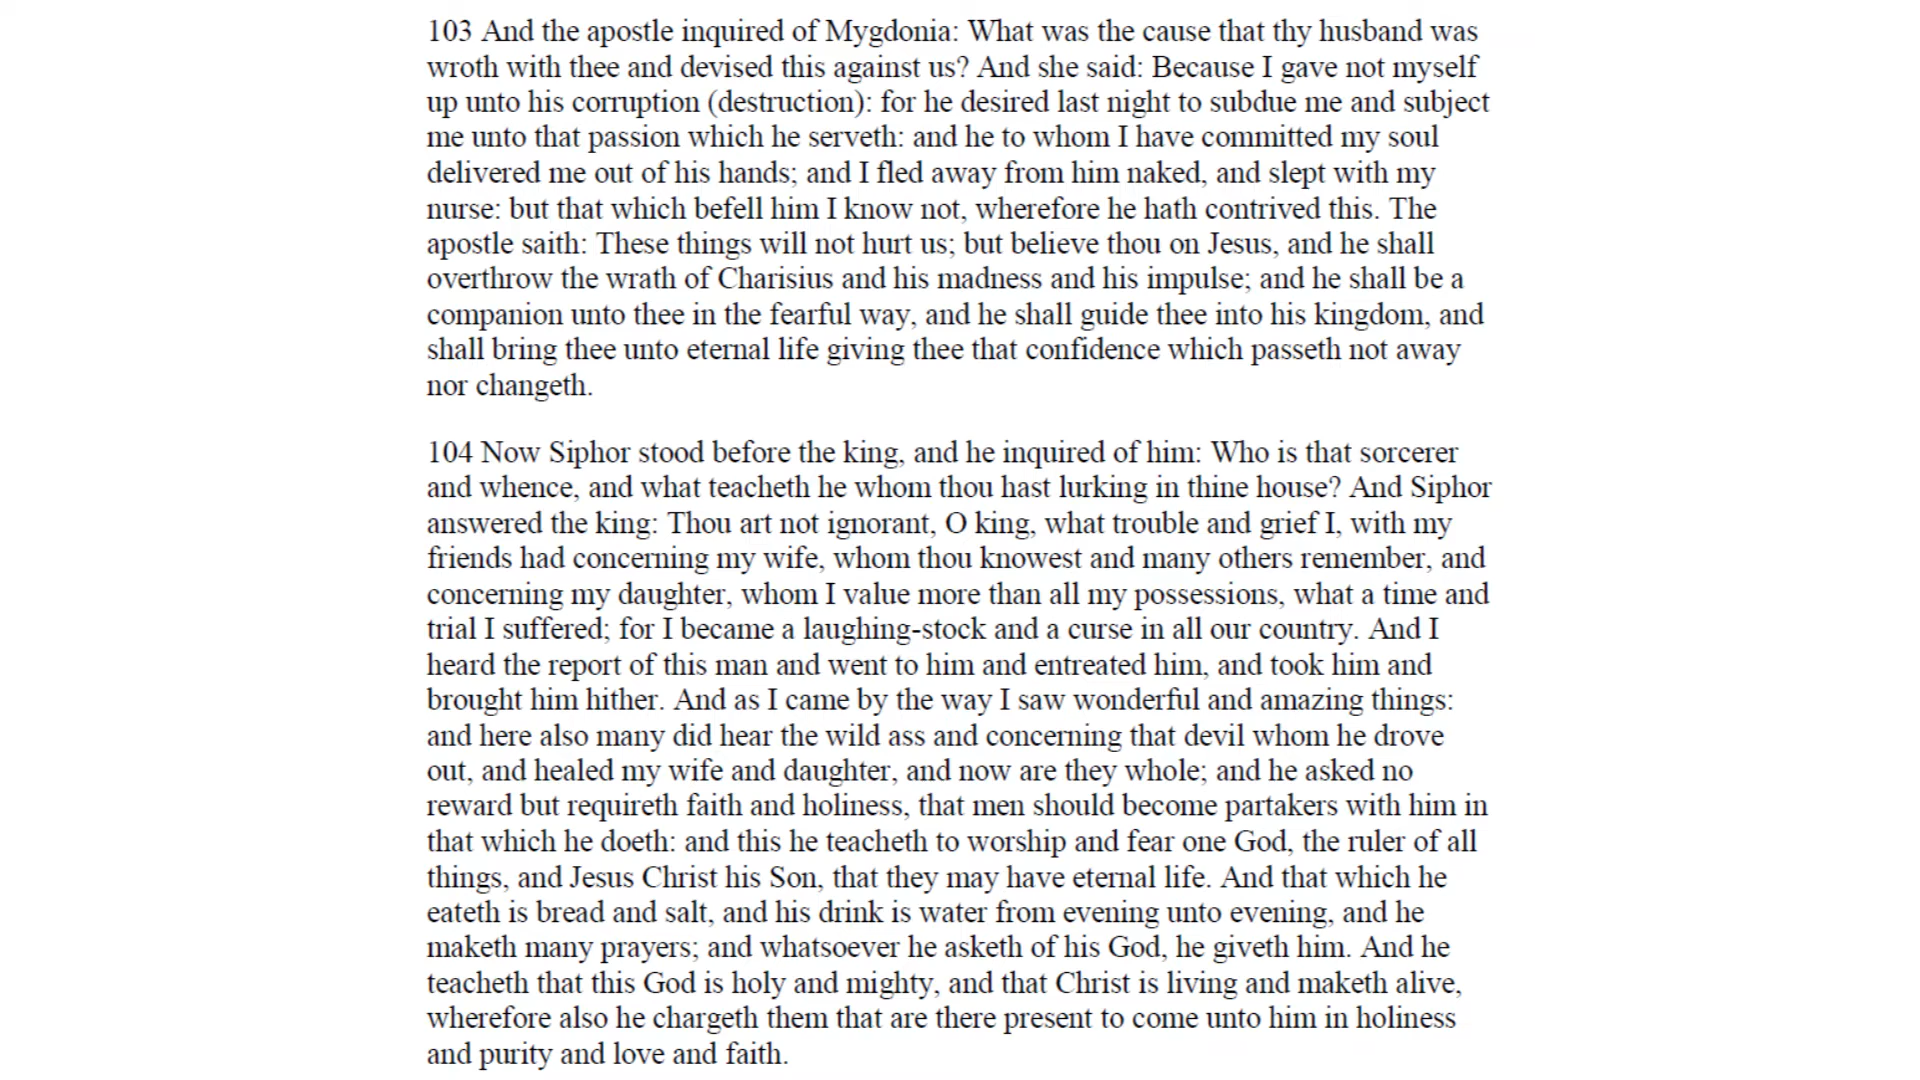 103 And the apostle inquired of Mygdonia: What was the cause that thy husband was
wroth with thee and devised this against us? And she said: Because I gave not myself
up unto his corruption (destruction): for he desired last night to subdue me and subject
me unto that passion which he serveth: and he to whom I have committed my soul
delivered me out of his hands; and I fled away from him naked, and slept with my
nurse: but that which befell him I know not, wherefore he hath contrived this. The
apostle saith: These things will not hurt us; but believe thou on Jesus, and he shall
overthrow the wrath of Charisius and his madness and his impulse; and he shall be a
companion unto thee in the fearful way, and he shall guide thee into his kingdom, and
shall bring thee unto eternal life giving thee that confidence which passeth not away
nor changeth.
104 Now Siphor stood before the king, and he inquired of him: Who is that sorcerer
and whence, and what teacheth he whom thou hast lurking in thine house? And Siphor
answered the king: Thou art not ignorant, O king, what trouble and grief I, with my
friends had concerning my wife, whom thou knowest and many others remember, and
concerning my daughter, whom I value more than all my possessions, what a time and
trial I suffered; for I became a laughing-stock and a curse in all our country. And I
heard the report of this man and went to him and entreated him, and took him and
brought him hither. And as I came by the way I saw wonderful and amazing things:
and here also many did hear the wild ass and concerning that devil whom he drove
out, and healed my wife and daughter, and now are they whole; and he asked no
reward but requireth faith and holiness, that men should become partakers with him in
that which he doeth: and this he teacheth to worship and fear one God, the ruler of all
things, and Jesus Christ his Son, that they may have eternal life. And that which he
eateth is bread and salt, and his drink is water from evening unto evening, and he
maketh many prayers; and whatsoever he asketh of his God, he giveth him. And he
teacheth that this God is holy and mighty, and that Christ is living and maketh alive,
wherefore also he chargeth them that are there present to come unto him in holiness
and purity and love and faith.